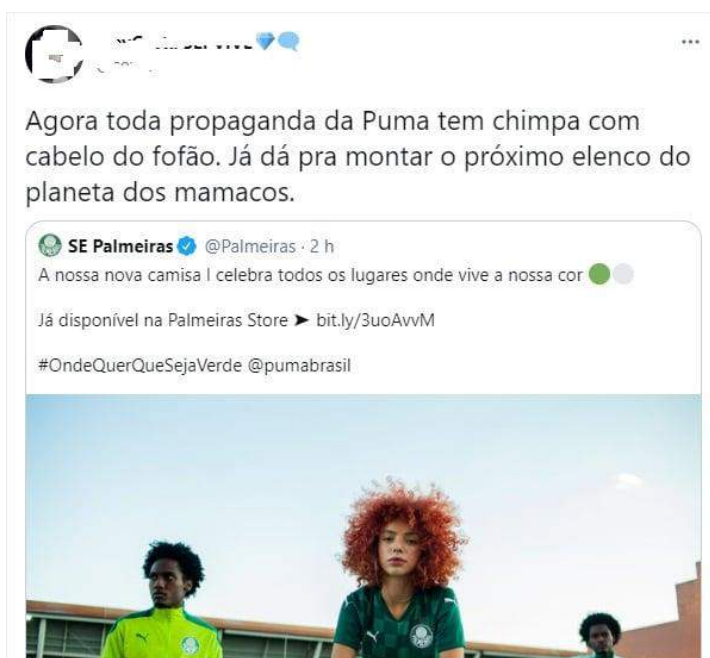 Agora toda propaganda da Puma tem chimpa com
cabelo do fofão. Já dá pra montar o próximo elenco do
planeta dos mamacos.
SE Palmeiras @Palmeiras · 2 h
A nossa nova camisa I celebra todos os lugares onde vive a nossa cor
Já disponível na Palmeiras Store ➤ bit.ly/3uoAvvM
#OndeQuerQueSejaVerde @pumabrasil